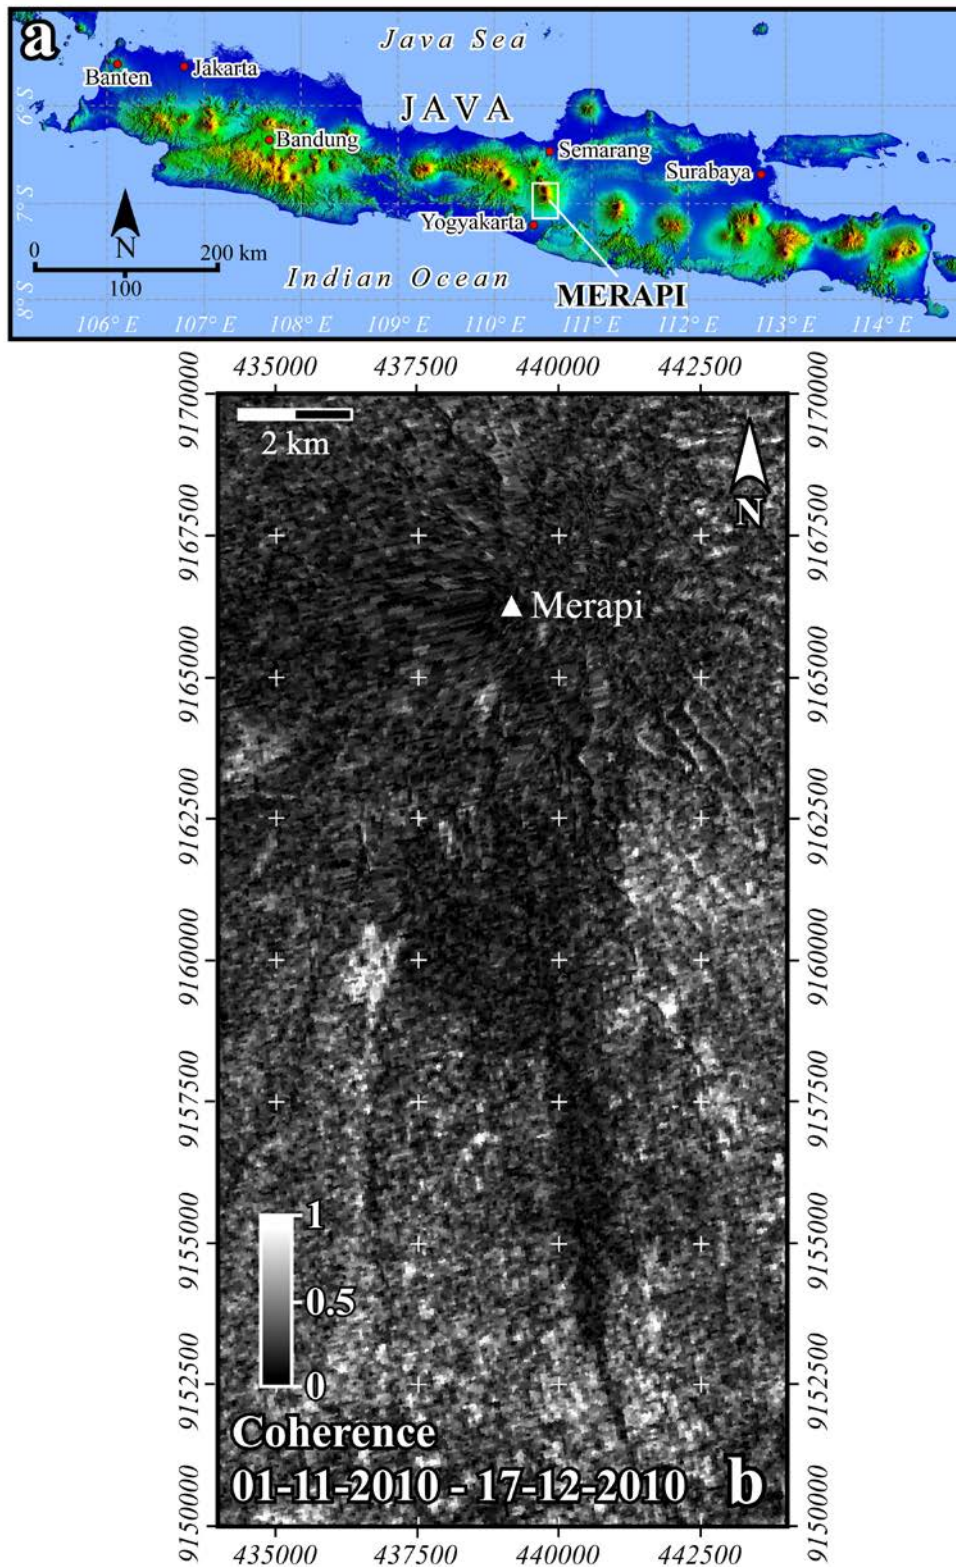 a
Java Sea
Banten
Jakarta
JAVA
6°S
Bandung
Semarang
Surabaya
7°S
Yogyakarta
N
0 200 km
100
Indian Ocean
MERAPI
8°S
106°E 107°E 108°E 109°E 110°E 111°E 112°E 113°E 114°E
435000 437500 440000 442500
9170000 9170000
2 km
N
9167500 9167500
Merapi
9165000 9165000
9162500 9162500
9160000 9160000
9157500 9157500
9155000 9155000
1
0.5
0
9152500 9152500
Coherence
01-11-2010 - 17-12-2010
b
9150000 9150000
435000 437500 440000 442500